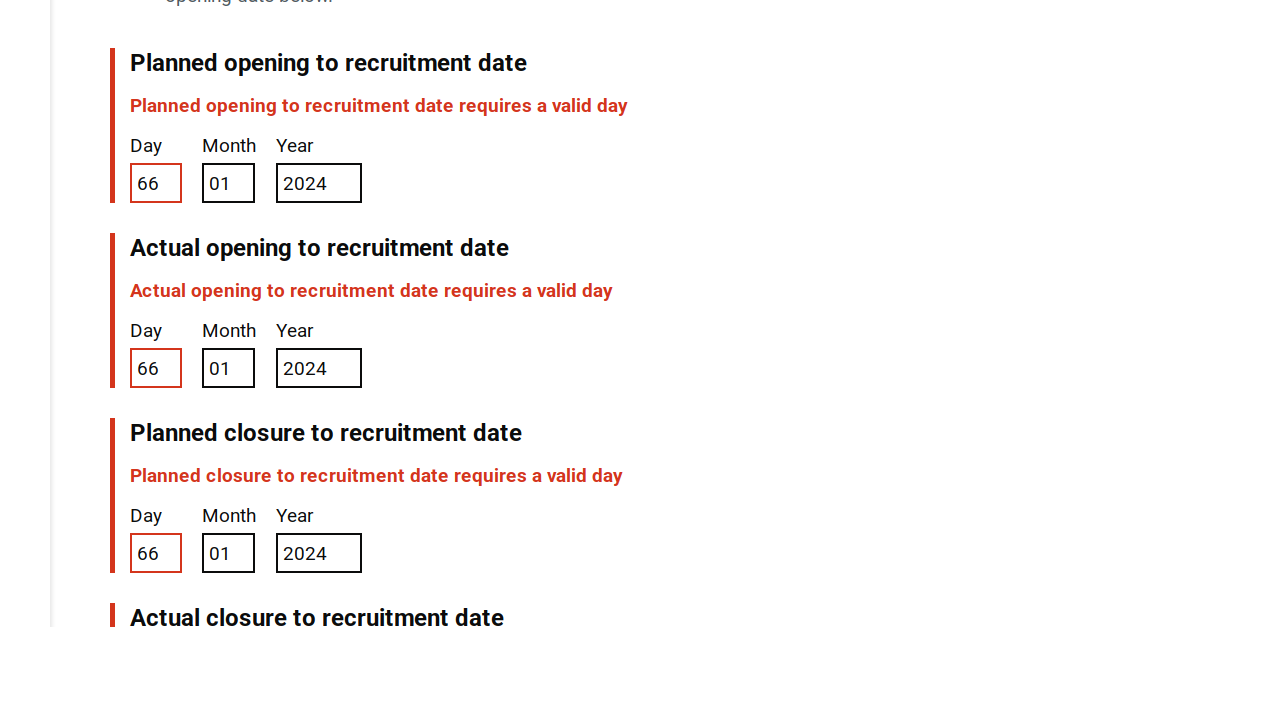 opening date below.
Planned opening to recruitment date
Planned opening to recruitment date requires a valid day
Day Month Year
66 01 2024
Actual opening to recruitment date
Actual opening to recruitment date requires a valid day
Day Month Year
66 01 2024
Planned closure to recruitment date
Planned closure to recruitment date requires a valid day
Day Month Year
66 01 2024
Actual closure to recruitment date